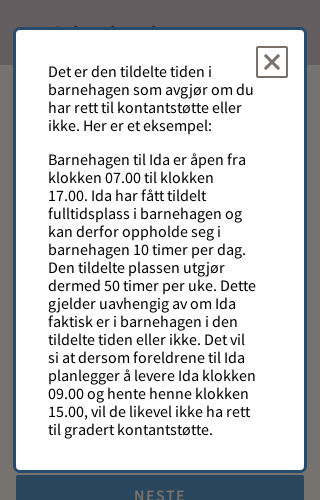 Det er den tildelte tiden i
barnehagen som avgjør om du
har rett til kontantstøtte eller
ikke. Her er et eksempel:
Barnehagen til Ida er åpen fra
klokken 07.00 til klokken
17.00. Ida har fått tildelt
fulltidsplass i barnehagen og
kan derfor oppholde seg i
barnehagen 10 timer per dag.
Den tildelte plassen utgjør
dermed 50 timer per uke. Dette
gjelder uavhengig av om Ida
faktisk er i barnehagen i den
tildelte tiden eller ikke. Det vil
si at dersom foreldrene til Ida
planlegger å levere Ida klokken
09.00 og hente henne klokken
15.00, vil de likevel ikke ha rett
til gradert kontantstøtte.
NESTE